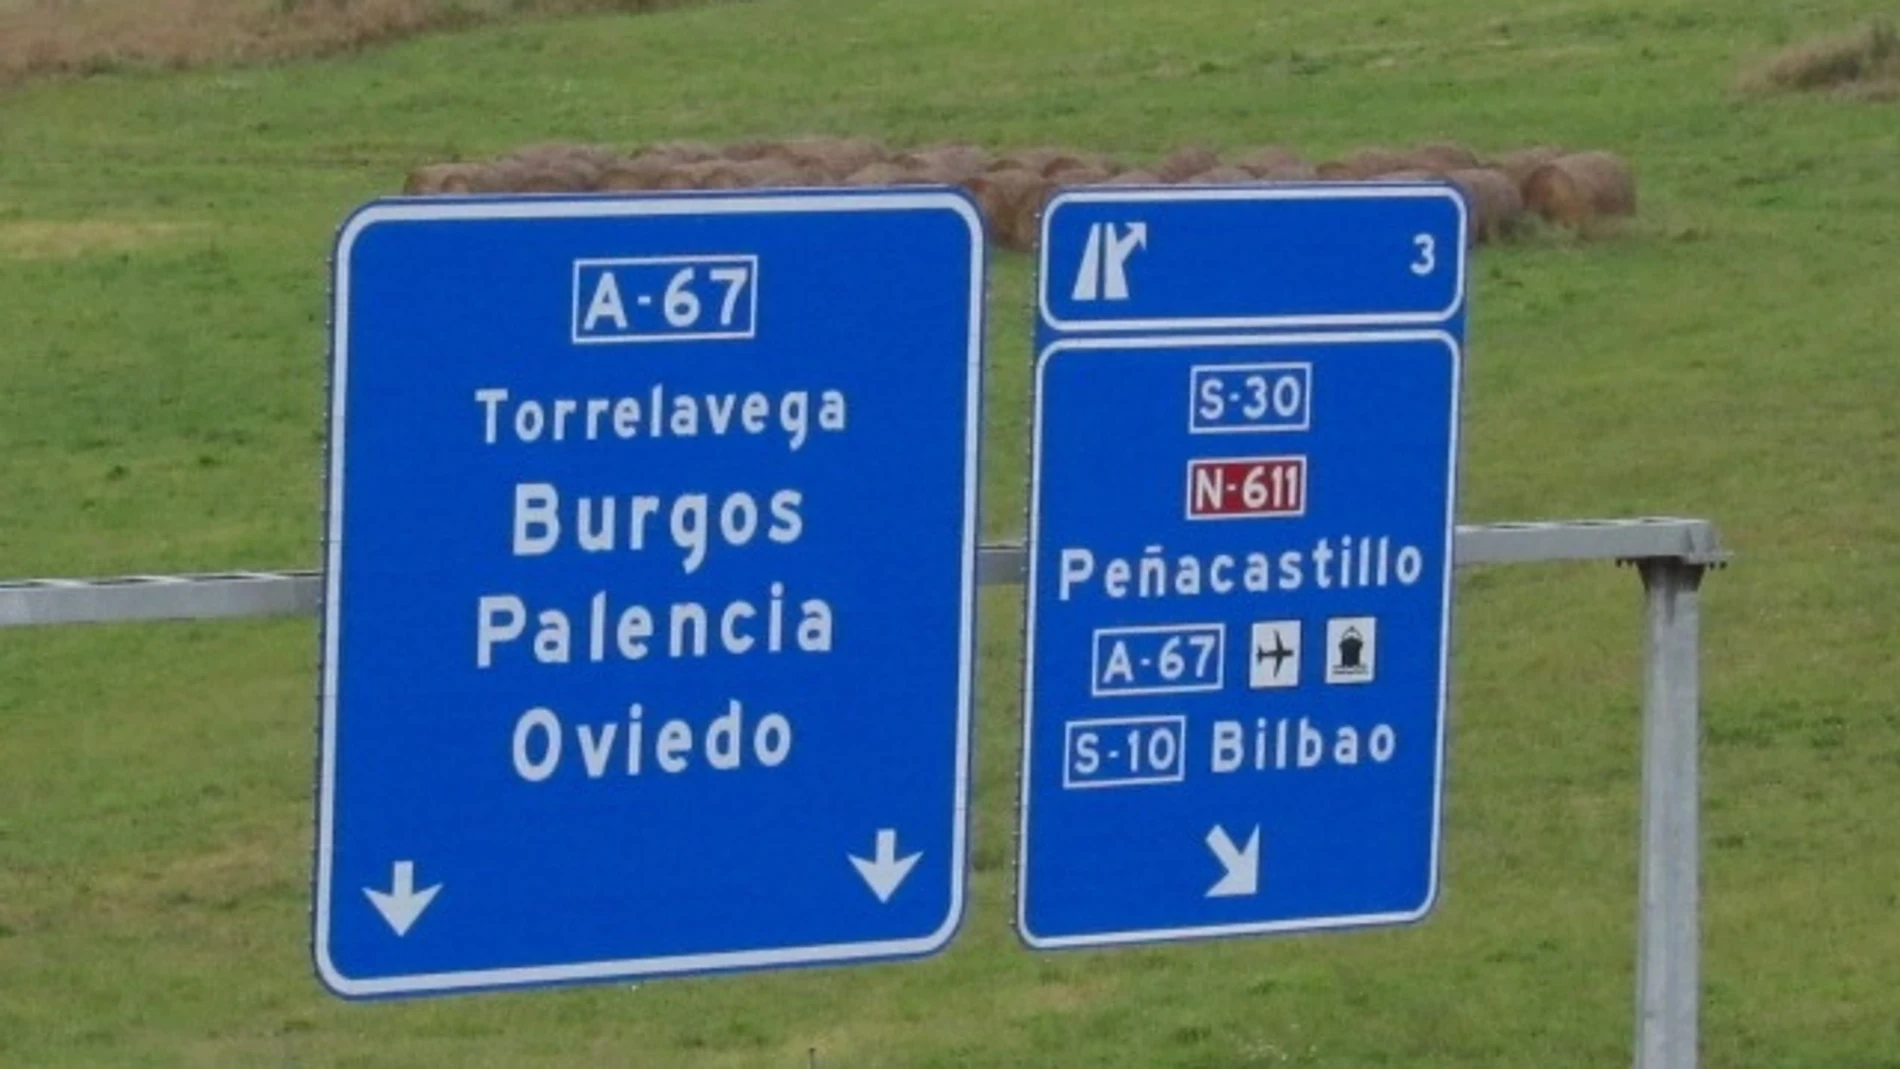 A-67
Torrelavega
Burgos
Palencia
Oviedo
3
S-30
N-611
Peñacastillo
A-67
S-10 Bilbao